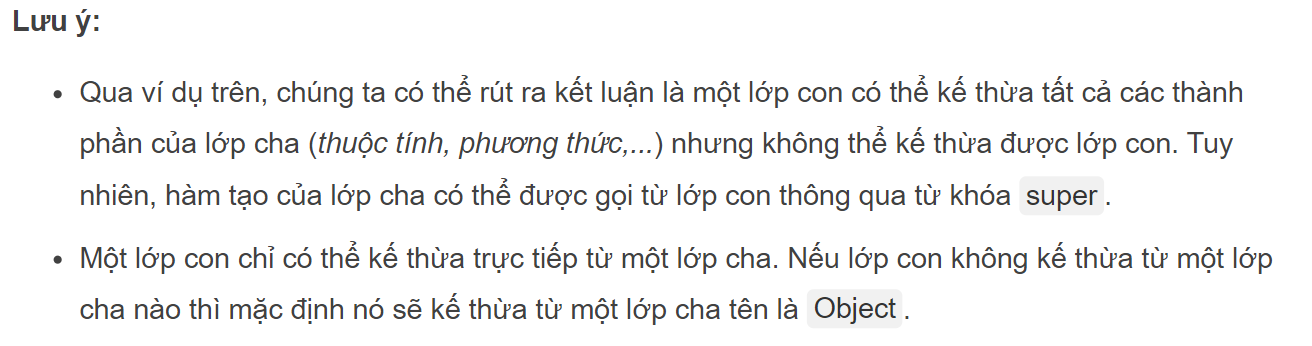 Lưu ý:
• Qua ví dụ trên, chúng ta có thể rút ra kết luận là một lớp con có thể kế thừa tất cả các thành
phần của lớp cha (thuộc tính, phương thức,...) nhưng không thể kế thừa được lớp con. Tuy
nhiên, hàm tạo của lớp cha có thể được gọi từ lớp con thông qua từ khóa super.
• Một lớp con chỉ có thể kế thừa trực tiếp từ một lớp cha. Nếu lớp con không kế thừa từ một lớp
cha nào thì mặc định nó sẽ kế thừa từ một lớp cha tên là Object.